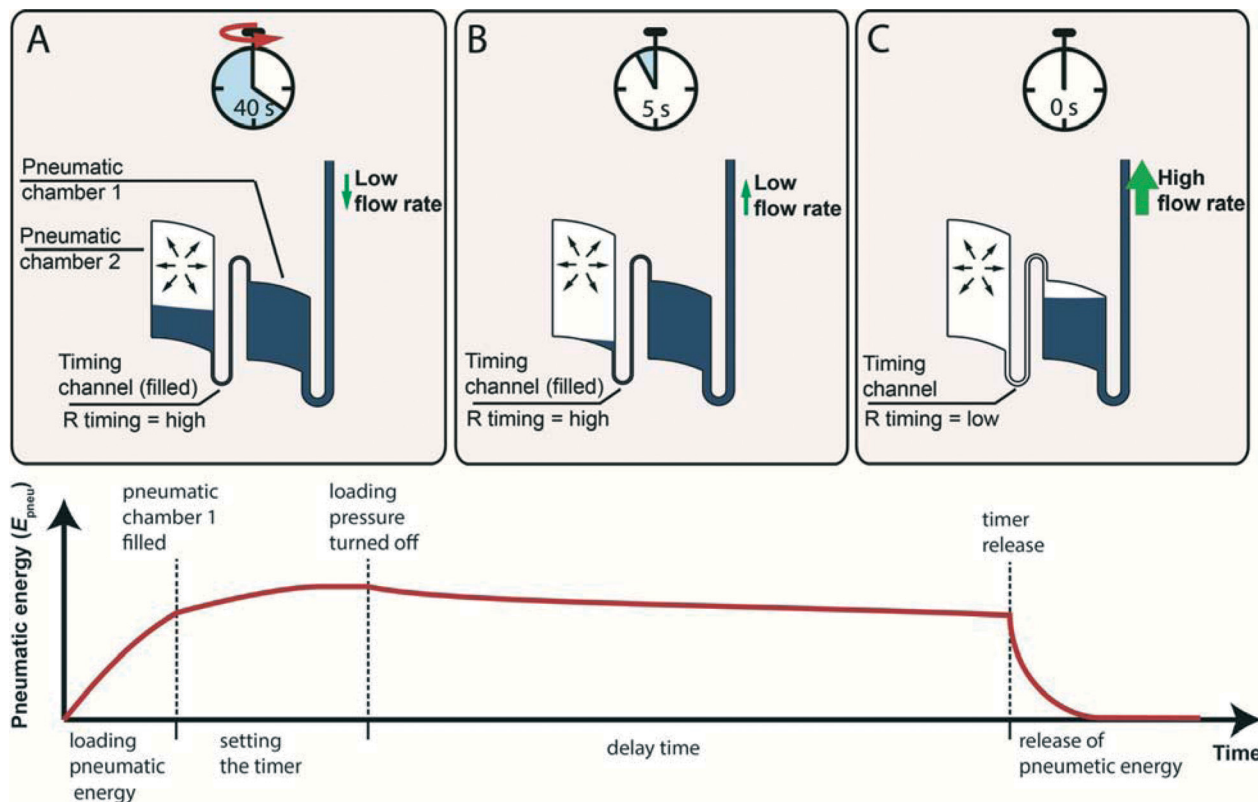 A
40 s
Pneumatic
chamber 1
Pneumatic
chamber 2
Low
flow rate
Timing
channel (filled)
R timing = high
B
5 s
Low
flow rate
Timing
channel (filled)
R timing = high
C
0 s
High
flow rate
Timing
channel
R timing = low
Pneumatic energy (Epneu)
pneumatic
chamber 1
filled
loading
pressure
turned off
timer
release
loading
pneumatic
energy
setting
the timer
delay time
release of
pneumetic energy
Time